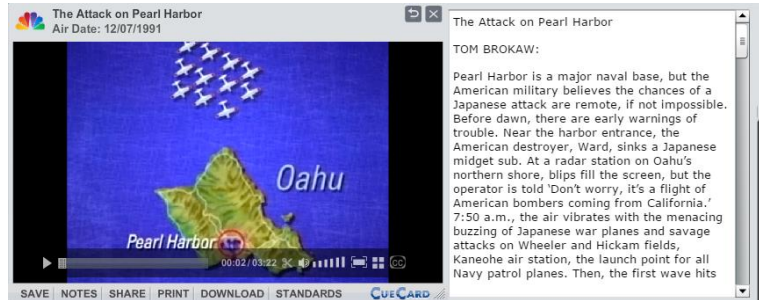 The Attack on Pearl Harbor
Air Date: 12/07/1991
Oahu
Pearl Harbor
00:02/03:22
CC
SAVE NOTES SHARE PRINT DOWNLOAD STANDARDS CUECARD
The Attack on Pearl Harbor
TOM BROKAW:
Pearl Harbor is a major naval base, but the
American military believes the chances of a
Japanese attack are remote, if not impossible.
Before dawn, there are early warnings of
trouble. Near the harbor entrance, the
American destroyer, Ward, sinks a Japanese
midget sub. At a radar station on Oahu's
northern shore, blips fill the screen, but the
operator is told 'Don't worry, it's a flight of
American bombers coming from California.'
7:50 a.m., the air vibrates with the menacing
buzzing of Japanese war planes and savage
attacks on Wheeler and Hickam fields,
Kaneohe air station, the launch point for all
Navy patrol planes. Then, the first wave hits